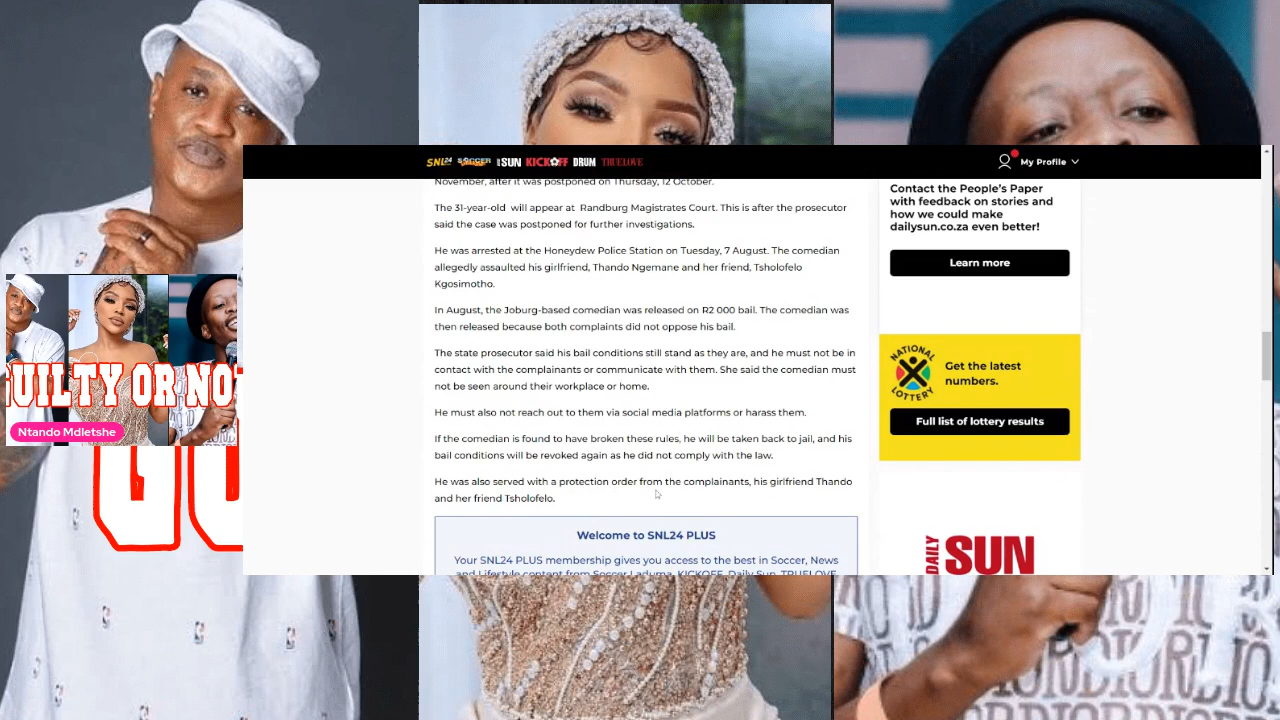 SNL24
SOCCER
SUN
KICKOFF
DRUM
TRUELOVE
My Profile
November, after it was postponed on Thursday, 12 October.
The 31-year-old will appear at Randburg Magistrates Court. This is after the prosecutor
said the case was postponed for further investigations.
He was arrested at the Honeydew Police Station on Tuesday, 7 August. The comedian
allegedly assaulted his girlfriend, Thando Ngemane and her friend, Tsholofelo
Kgosimotho.
In August, the Joburg-based comedian was released on R2 000 bail. The comedian was
then released because both complaints did not oppose his bail.
The state prosecutor said his bail conditions still stand as they are, and he must not be in
contact with the complainants or communicate with them. She said the comedian must
not be seen around their workplace or home.
He must also not reach out to them via social media platforms or harass them.
If the comedian is found to have broken these rules, he will be taken back to jail, and his
bail conditions will be revoked again as he did not comply with the law.
He was also served with a protection order from the complainants, his girlfriend Thando
and her friend Tsholofelo.
Welcome to SNL24 PLUS
Your SNL24 PLUS membership gives you access to the best in Soccer, News
and Lifestyle content from Soccer Laduma, KICKOFF, Daily Sun, TRUELOVE
Contact the People's Paper
with feedback on stories and
how we could make
dailysun.co.za even better!
Learn more
NATIONAL
LOTTERY
Get the latest
numbers.
Full list of lottery results
DAILY
SUN
UILTY OR NO
Ntando Mdletshe
GU